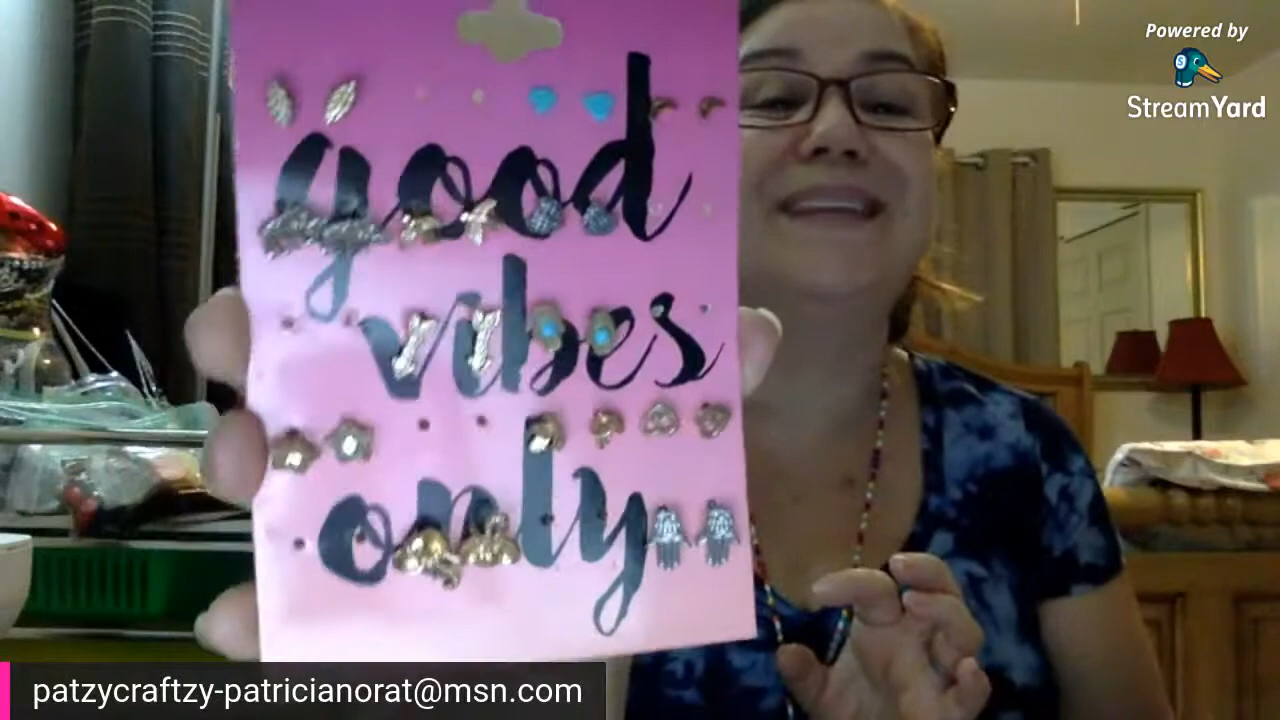 Powered by
StreamYard
good
vibes
only
patzycraftzy-patricianorat@msn.com